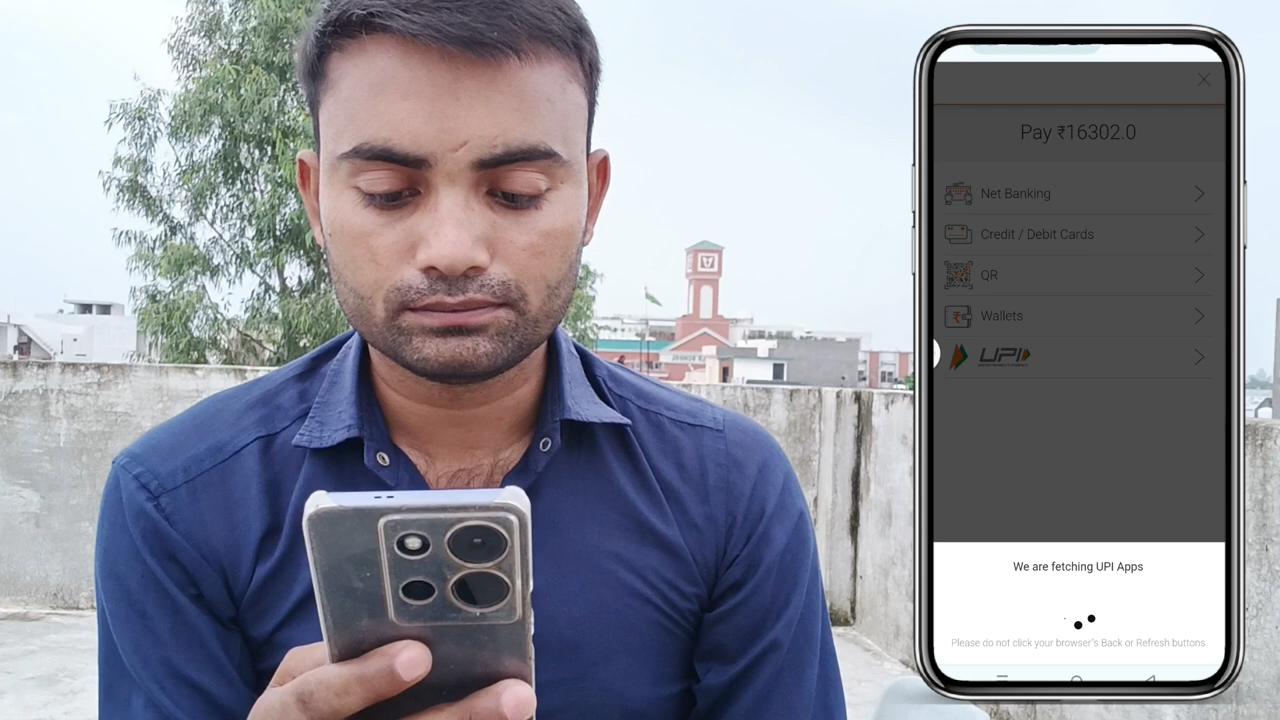 Pay ₹16302.0
Net Banking
Credit / Debit Cards
QR
Wallets
UPI
We are fetching UPI Apps
Please do not click your browser"s Back or Refresh buttons